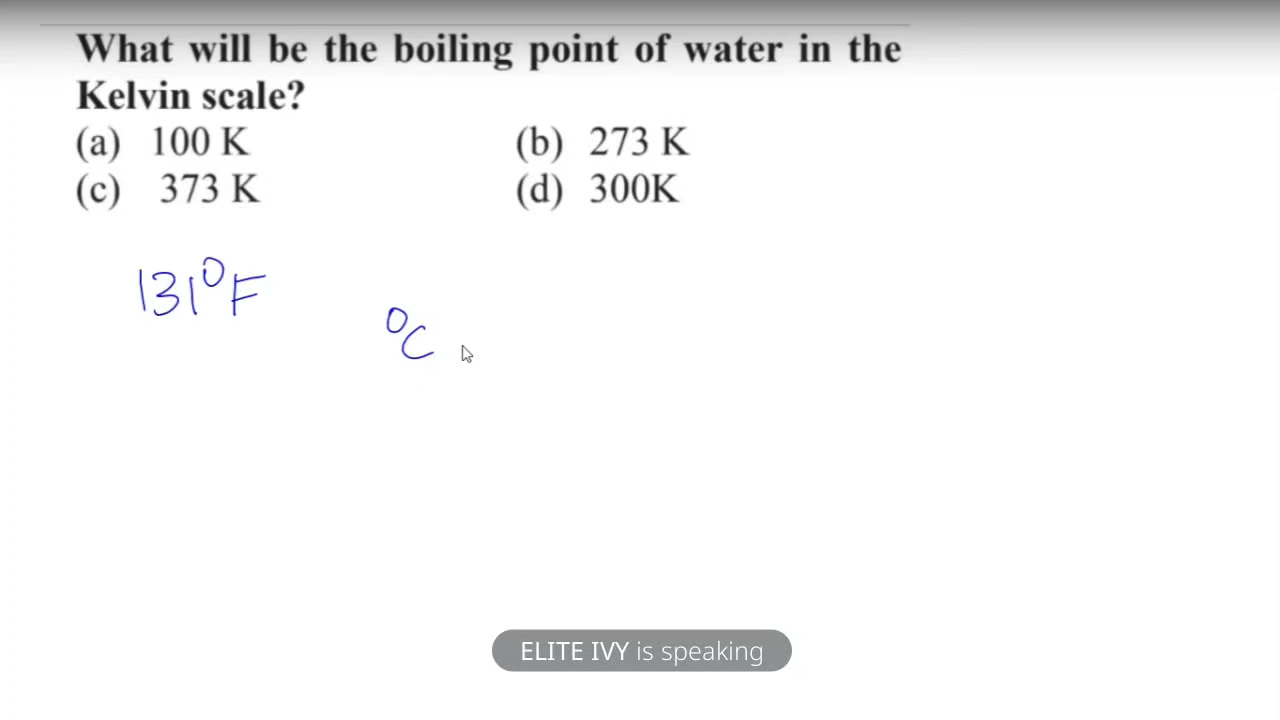 What will be the boiling point of water in the
Kelvin scale?
(a) 100 K (b) 273 K
(c) 373 K (d) 300K
131°F
°C
ELITE IVY is speaking